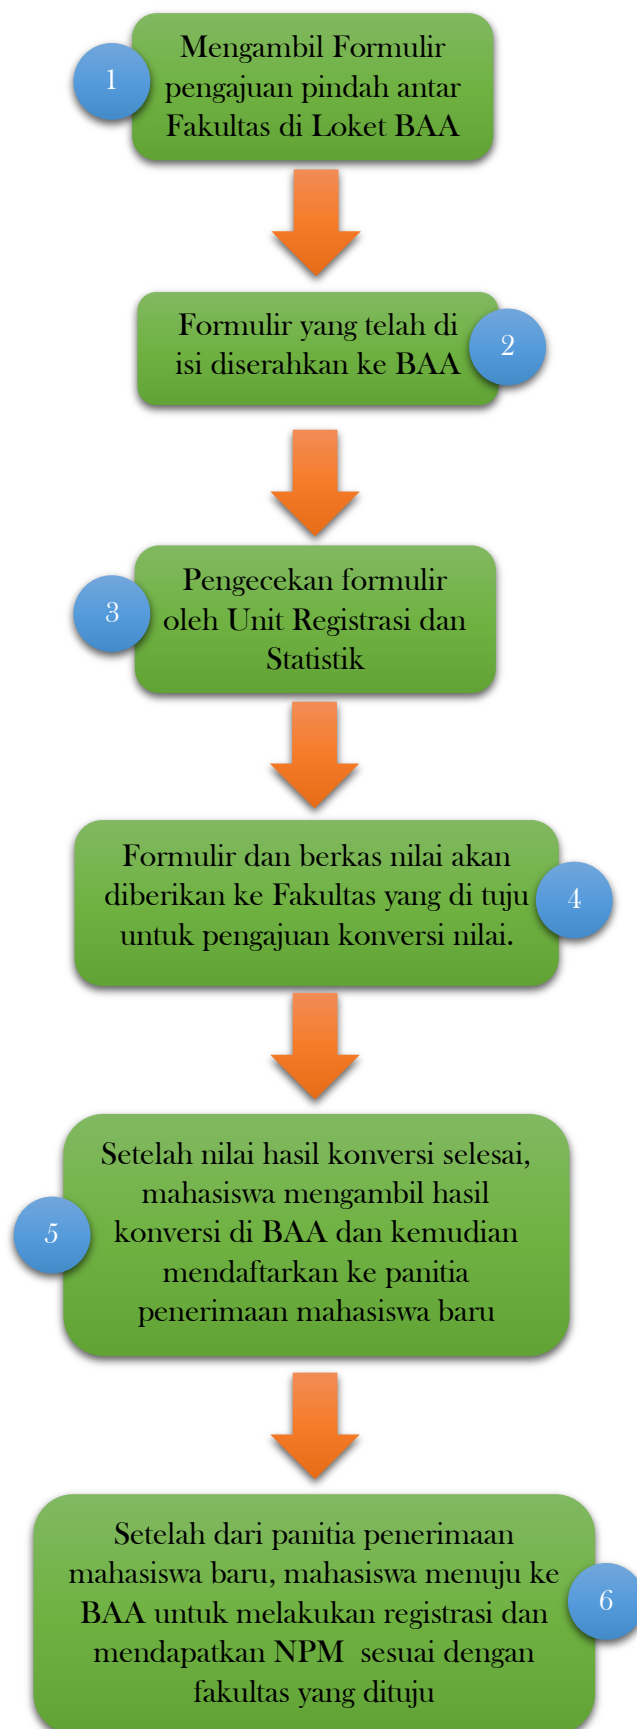 1
Mengambil Formulir
pengajuan pindah antar
Fakultas di Loket BAA
Formulir yang telah di
isi diserahkan ke BAA
2
3
Pengecekan formulir
oleh Unit Registrasi dan
Statistik
Formulir dan berkas nilai akan
diberikan ke Fakultas yang di tuju
untuk pengajuan konversi nilai.
4
5
Setelah nilai hasil konversi selesai,
mahasiswa mengambil hasil
konversi di BAA dan kemudian
mendaftarkan ke panitia
penerimaan mahasiswa baru
Setelah dari panitia penerimaan
mahasiswa baru, mahasiswa menuju ke
BAA untuk melakukan registrasi dan
mendapatkan NPM  sesuai dengan
fakultas yang dituju
6